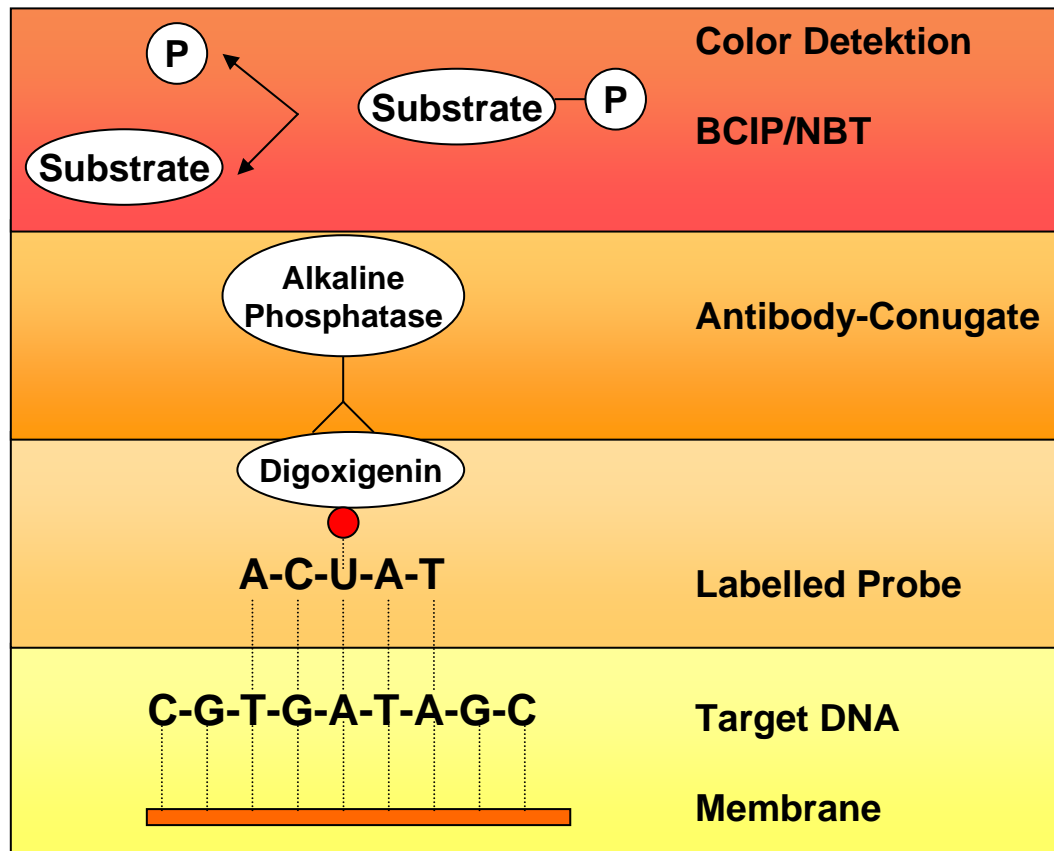 P
Substrate
Substrate
P
Color Detektion
BCIP/NBT
Alkaline
Phosphatase
Antibody-Conugate
Digoxigenin
A-C-U-A-T
Labelled Probe
C-G-T-G-A-T-A-G-C
Target DNA
Membrane